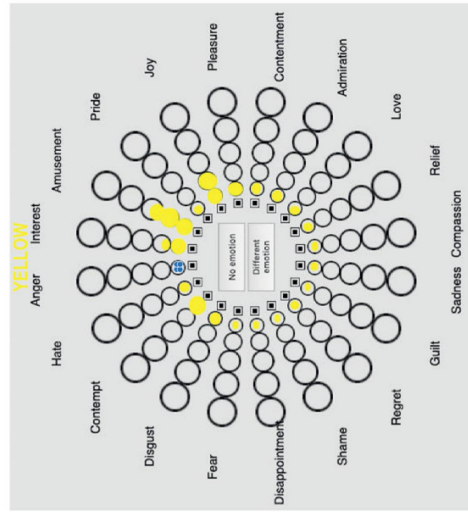 YELLOW
Interest
Amusement
Pride
Joy
Pleasure
Contentment
Admiration
Love
Relief
Compassion
Sadness
Guilt
Regret
Shame
Disappointment
Fear
Disgust
Contempt
Hate
Anger
No emotion
Different
emotion